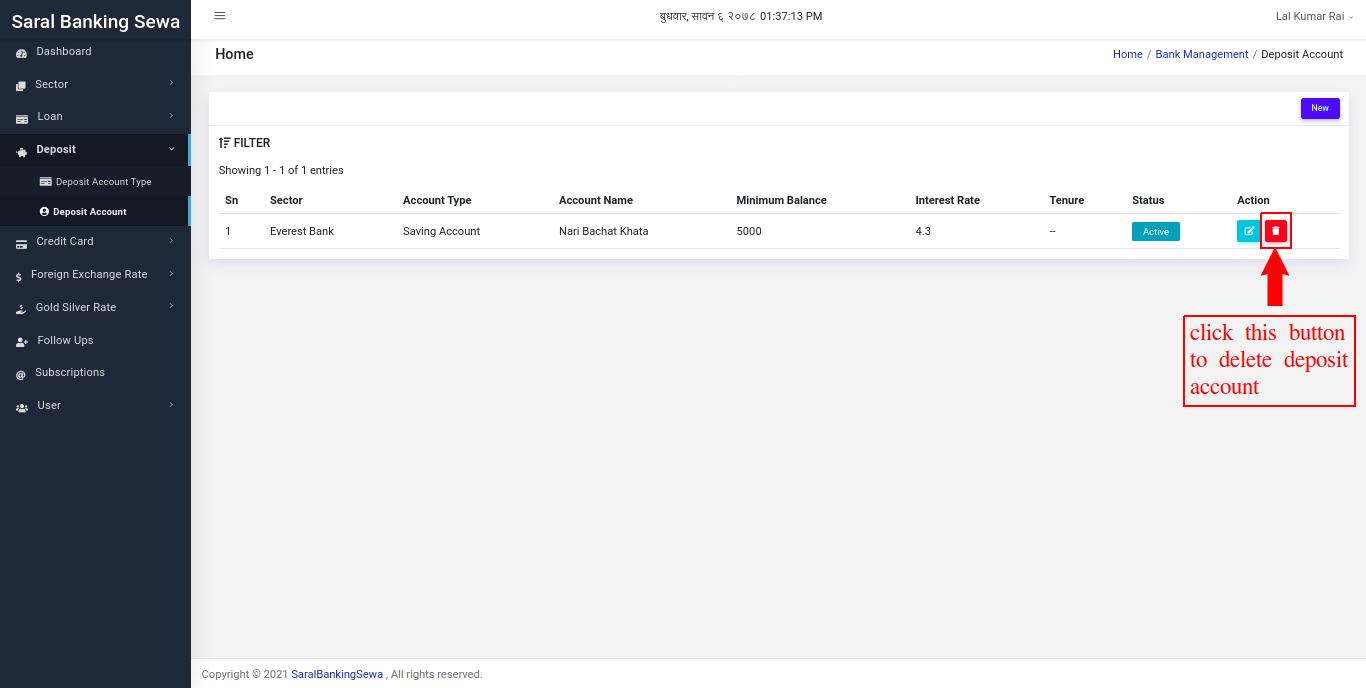 Saral Banking Sewa
बुधवार, सावन ६ २०७८ 01:37:13 PM
Lal Kumar Rai
Dashboard
Sector
Loan
Deposit
Deposit Account Type
Deposit Account
Credit Card
Foreign Exchange Rate
Gold Silver Rate
Follow Ups
Subscriptions
User
Home
Home / Bank Management / Deposit Account
New
FILTER
Showing 1 - 1 of 1 entries
Sn Sector Account Type Account Name Minimum Balance Interest Rate Tenure Status Action
1 Everest Bank Saving Account Nari Bachat Khata 5000 4.3 -- Active
click this button
to delete deposit
account
Copyright © 2021 SaralBankingSewa , All rights reserved.